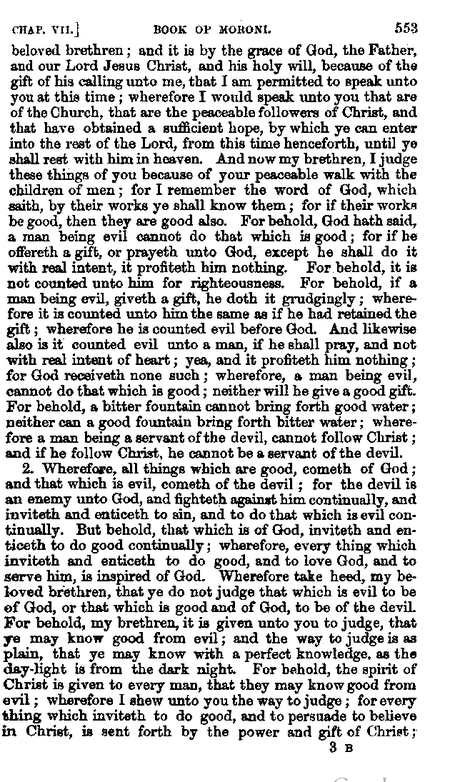 CHAP. VII.] BOOK OF MORONI. 553
beloved brethren; and it is by the grace of God, the Father,
and our Lord Jesus Christ, and his holy will, because of the
gift of his calling unto me, that I am permitted to speak unto
you at this time; wherefore I would speak unto you that are
of the Church, that are the peaceable followers of Christ, and
that have obtained a sufficient hope, by which ye can enter
into the rest of the Lord, from this time henceforth, until ye
shall rest with him in heaven. And now my brethren, I judge
these things of you because of your peaceable walk with the
children of men; for I remember the word of God, which
saith, by their works ye shall know them; for if their works
be good, then they are good also. For behold, God hath said,
a man being evil cannot do that which is good; for if he
offereth a gift, or prayeth unto God, except he shall do it
with real intent, it profiteth him nothing. For behold, it is
not counted unto him for righteousness. For behold, if a
man being evil, giveth a gift, he doth it grudgingly; where-
fore it is counted unto him the same as if he had retained the
gift; wherefore he is counted evil before God. And likewise
also is it counted evil unto a man, if he shall pray, and not
with real intent of heart; yea, and it profiteth him nothing;
for God receiveth none such; wherefore, a man being evil,
cannot do that which is good; neither will he give a good gift.
For behold, a bitter fountain cannot bring forth good water;
neither can a good fountain bring forth bitter water; where-
fore a man being a servant of the devil, cannot follow Christ;
and if he follow Christ, he cannot be a servant of the devil.
2. Wherefore, all things which are good, cometh of God;
and that which is evil, cometh of the devil; for the devil is
an enemy unto God, and fighteth against him continually, and
inviteth and enticeth to sin, and to do that which is evil con-
tinually. But behold, that which is of God, inviteth and en-
ticeth to do good continually; wherefore, every thing which
inviteth and enticeth to do good, and to love God, and to
serve him, is inspired of God. Wherefore take heed, my be-
loved brethren, that ye do not judge that which is evil to be
of God, or that which is good and of God, to be of the devil.
For behold, my brethren, it is given unto you to judge, that
ye may know good from evil; and the way to judge is as
plain, that ye may know with a perfect knowledge, as the
day-light is from the dark night. For behold, the spirit of
Christ is given to every man, that they may know good from
evil; wherefore I shew unto you the way to judge; for every
thing which inviteth to do good, and to persuade to believe
in Christ, is sent forth by the power and gift of Christ;
3 B